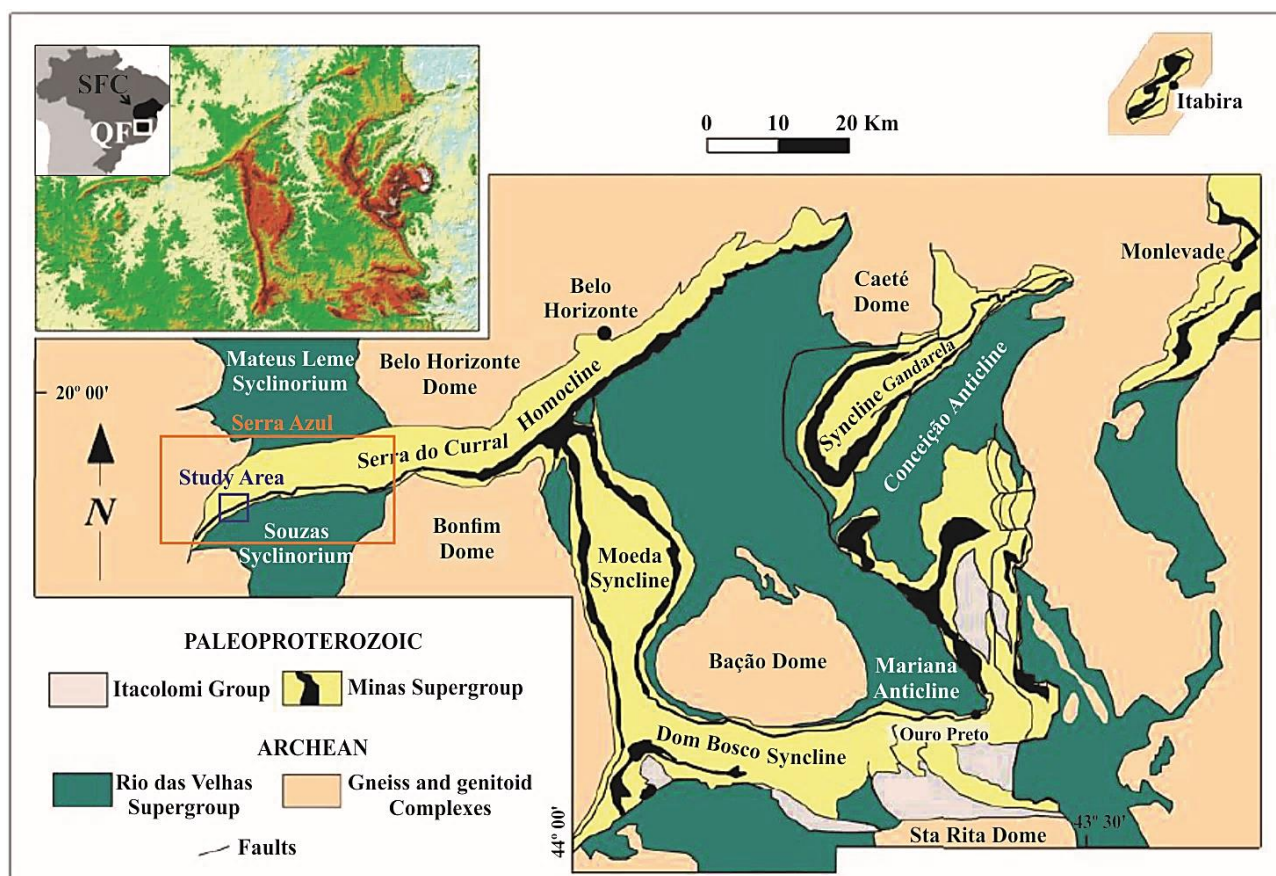 SFC
QF
Itabira
0 10 20 Km
Monlevade
Belo
Horizonte
Caeté
Dome
Mateus Leme
Syclinorium
Belo Horizonte
Dome
20° 00'
Serra Azul
Serra do Curral Homocline
Syncline Gandarela
Conceição Anticline
Study Area
N
Souzas
Syclinorium
Bonfim
Dome
Moeda
Syncline
Bação Dome
Mariana
Anticline
Ouro Preto
Dom Bosco Syncline
44° 00'
43° 30'
Sta Rita Dome
PALEOPROTEROZOIC
Itacolomi Group
Minas Supergroup
ARCHEAN
Rio das Velhas
Supergroup
Gneiss and genitoid
Complexes
Faults